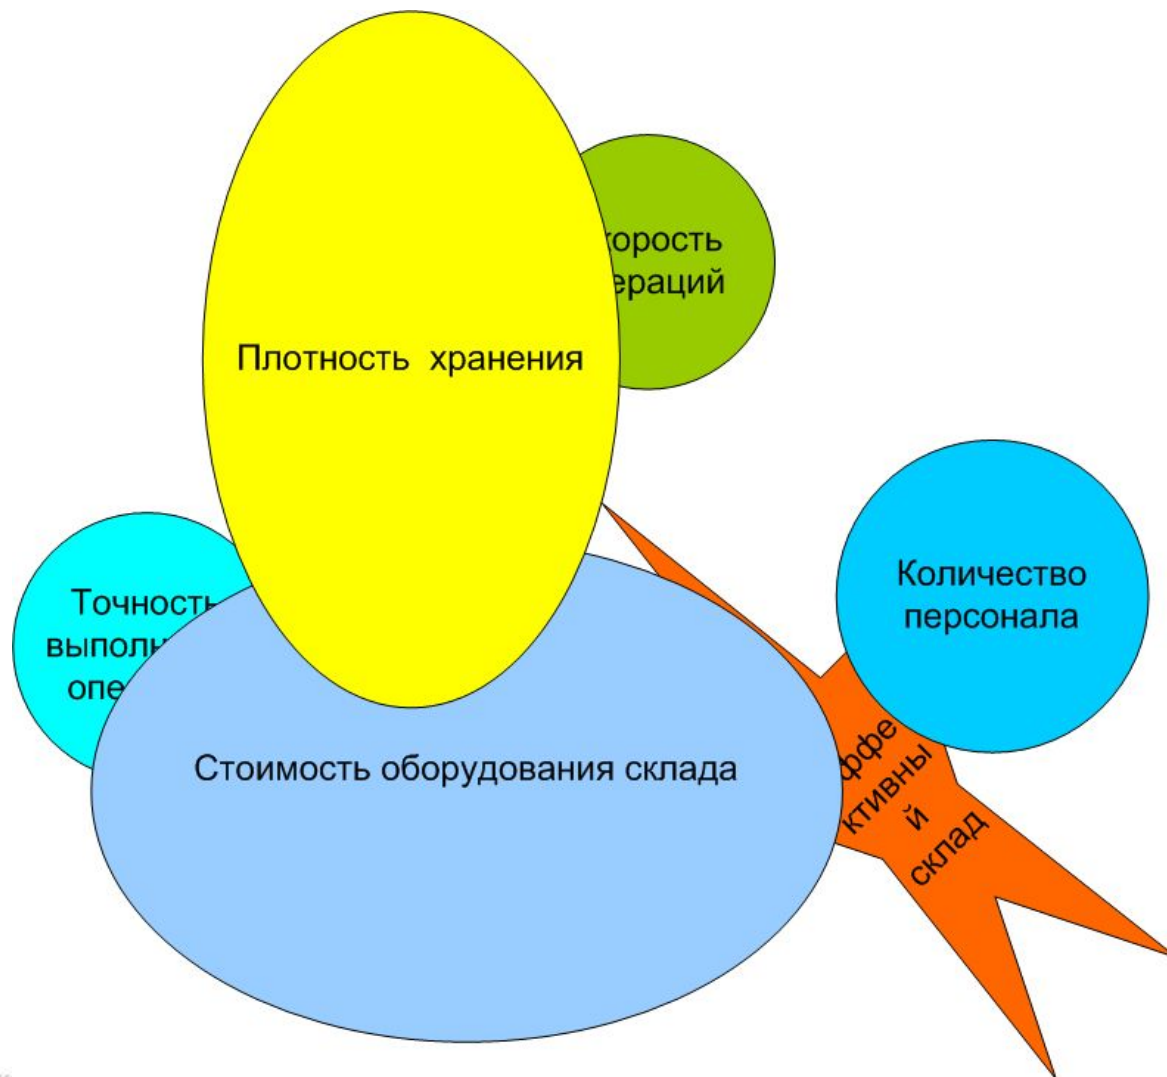 корость
ераций
Плотность хранения
Количество
персонала
Точность
выполн
опе
Стоимость оборудования склада
ффе
ктивны
й
склад